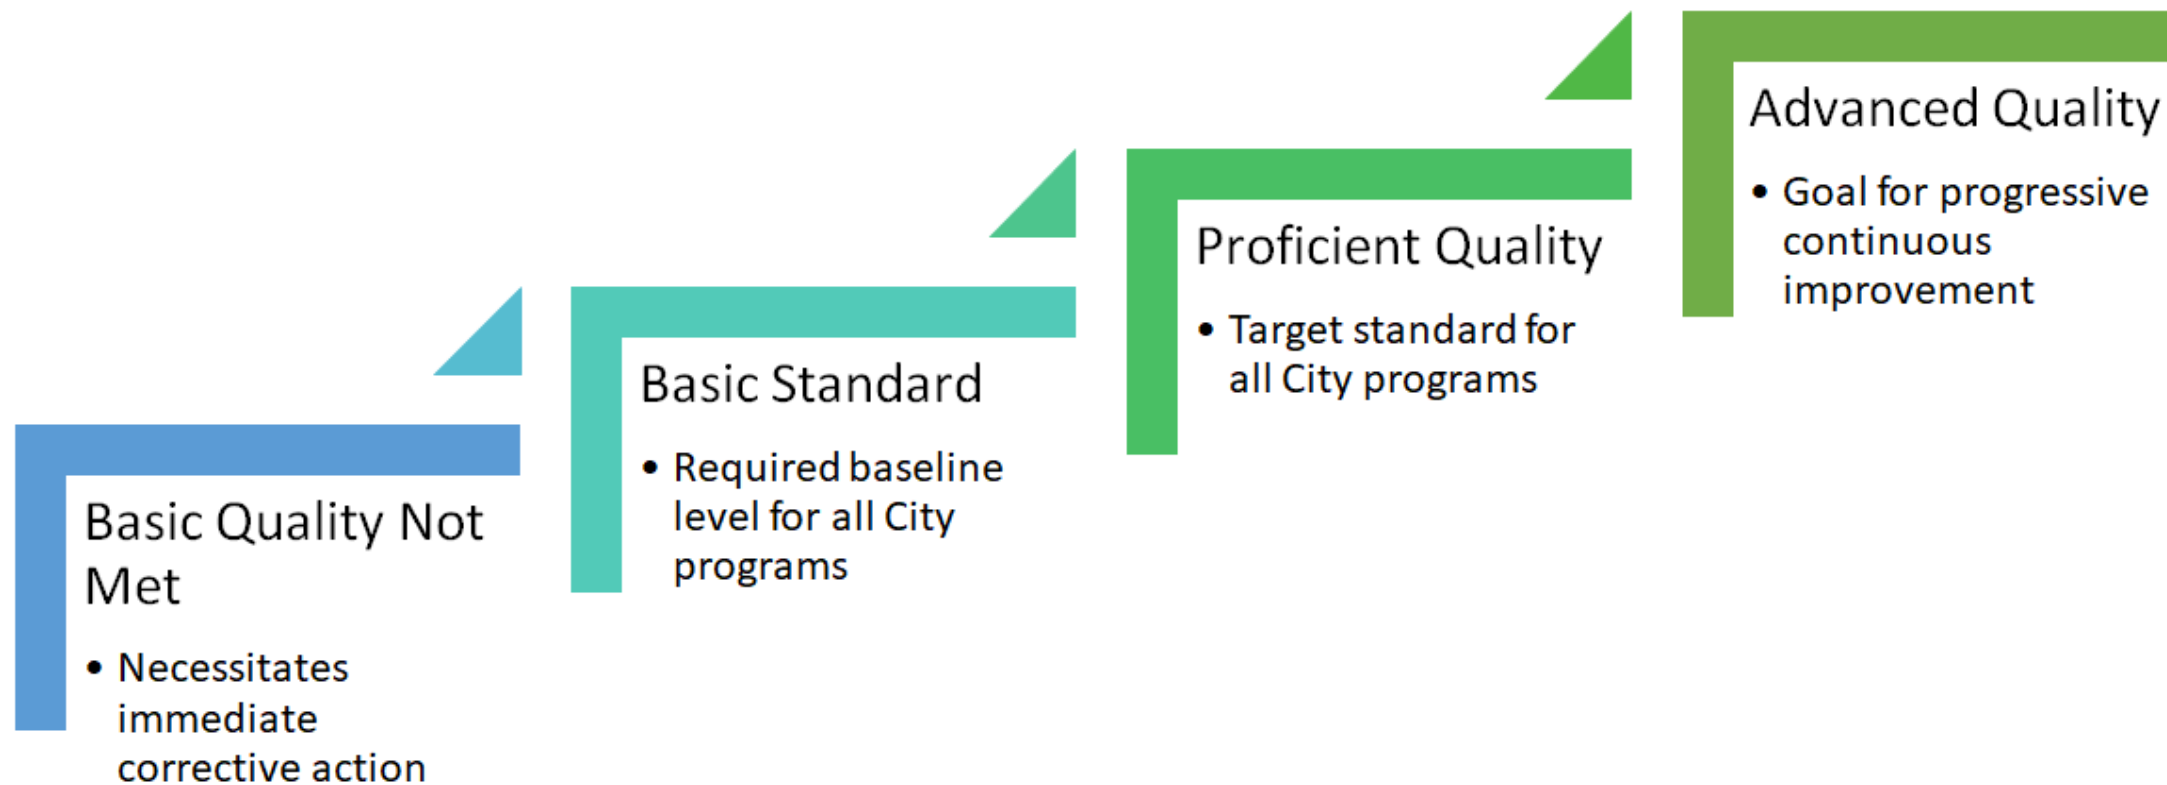 Basic Quality Not
Met
• Necessitates
immediate
corrective action
Basic Standard
• Required baseline
level for all City
programs
Proficient Quality
• Target standard for
all City programs
Advanced Quality
• Goal for progressive
continuous
improvement